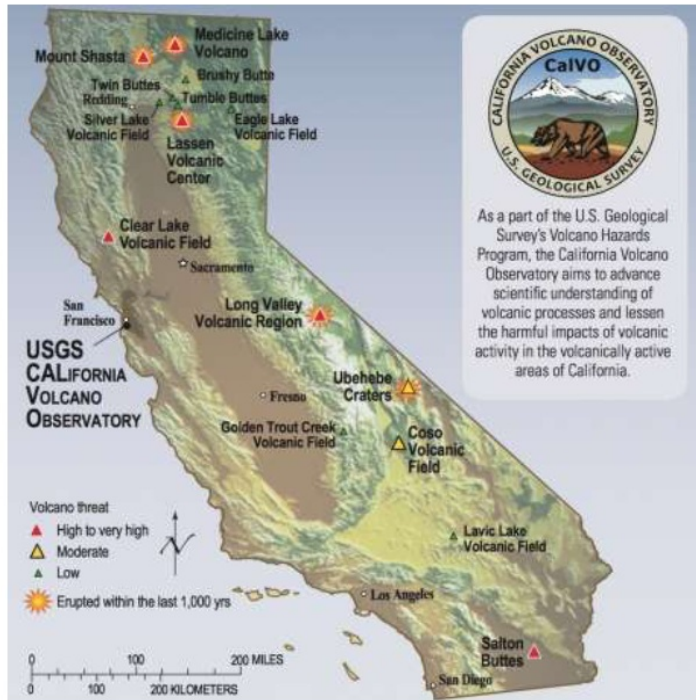 Medicine Lake
Volcano
Mount Shasta
Brushy Butte
Twin Buttes
Redding
Tumble Buttes
Silver Lake
Volcanic Field
Eagle Lake
Volcanic Field
Lassen
Volcanic
Center
Clear Lake
Volcanic Field
Sacramento
San
Francisco
Long Valley
Volcanic Region
USGS
CALIFORNIA
VOLCANO
OBSERVATORY
Ubehebe
Craters
Fresno
Golden Trout Creek
Volcanic Field
Coso
Volcanic
Field
Lavic Lake
Volcanic Field
Los Angeles
Salton
Buttes
San Diego
Volcano threat
High to very high
Moderate
Low
Erupted within the last 1,000 yrs
N
0 100 200 MILES
0 100 200 KILOMETERS
CALIFORNIA VOLCANO OBSERVATORY
CalVO
U.S. GEOLOGICAL SURVEY
As a part of the U.S. Geological
Survey's Volcano Hazards
Program, the California Volcano
Observatory aims to advance
scientific understanding of
volcanic processes and lessen
the harmful impacts of volcanic
activity in the volcanically active
areas of California.